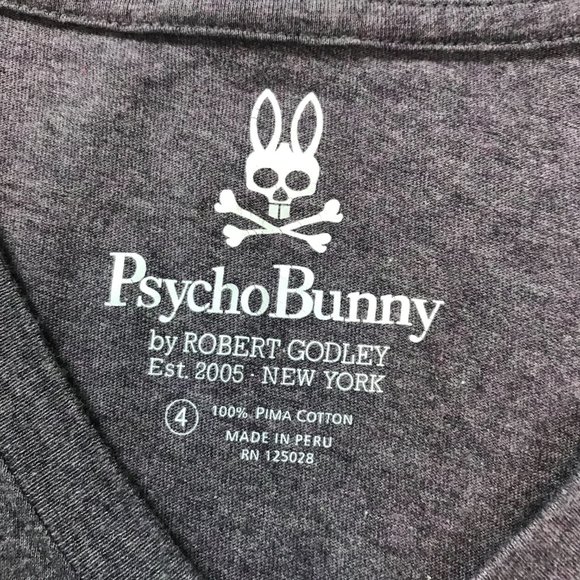 PsychoBunny
by ROBERT GODLEY
Est. 2005 · NEW YORK
4 100% PIMA COTTON
MADE IN PERU
RN 125028